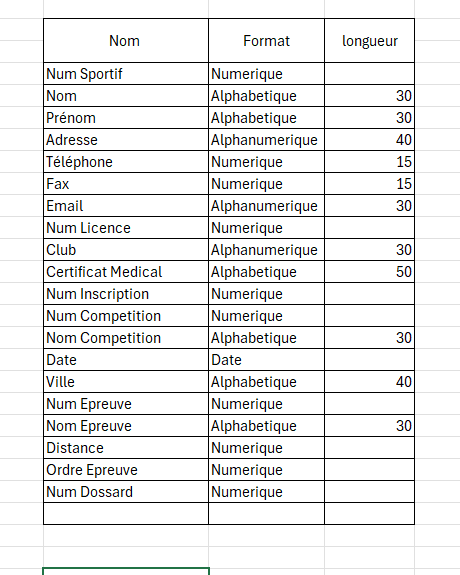 Nom Format longueur
Num Sportif Numerique
Nom Alphabetique 30
Prénom Alphabetique 30
Adresse Alphanumerique 40
Téléphone Numerique 15
Fax Numerique 15
Email Alphanumerique 30
Num Licence Numerique
Club Alphanumerique 30
Certificat Medical Alphabetique 50
Num Inscription Numerique
Num Competition Numerique
Nom Competition Alphabetique 30
Date Date
Ville Alphabetique 40
Num Epreuve Numerique
Nom Epreuve Alphabetique 30
Distance Numerique
Ordre Epreuve Numerique
Num Dossard Numerique